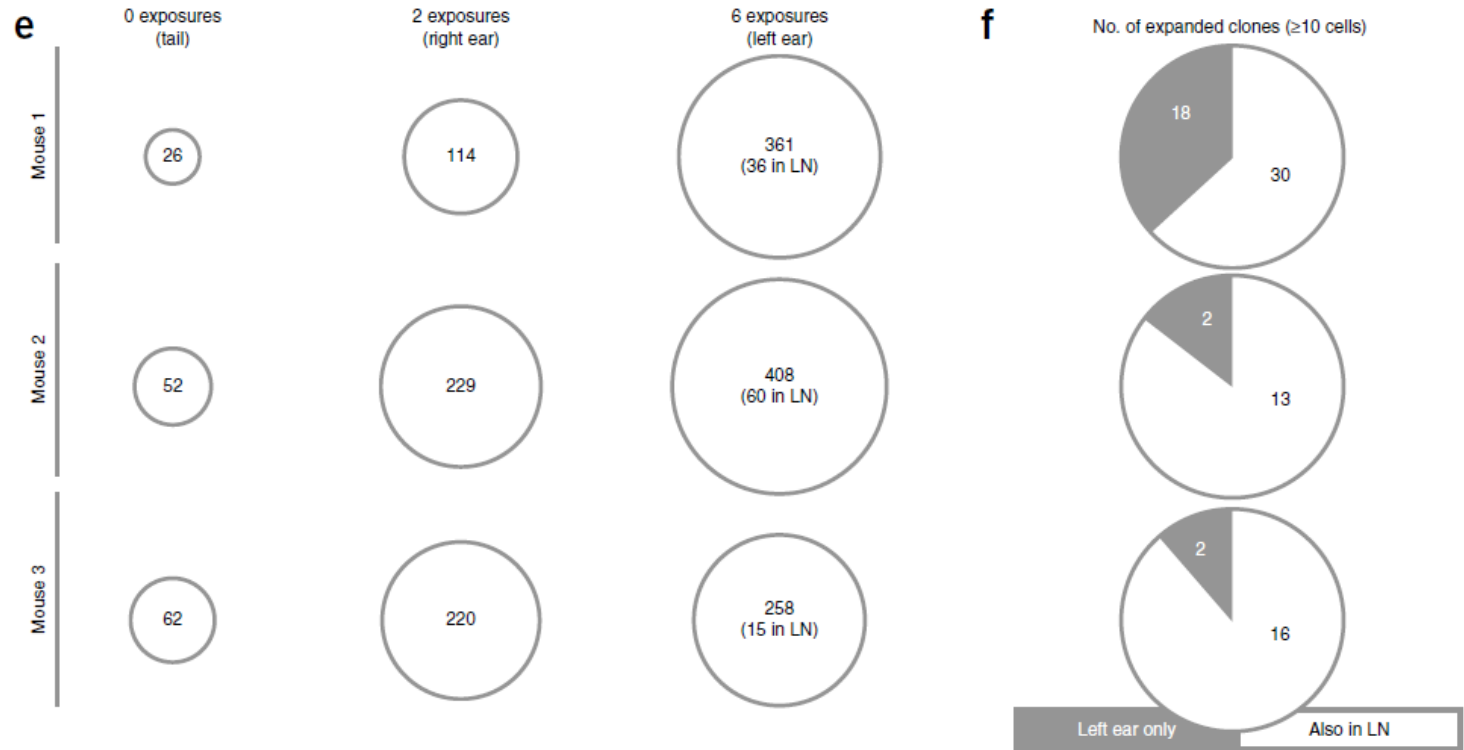 e
0 exposures
(tail)
2 exposures
(right ear)
6 exposures
(left ear)
Mouse 1
26
114
361
(36 in LN)
Mouse 2
52
229
408
(60 in LN)
Mouse 3
62
220
258
(15 in LN)
f
No. of expanded clones (≥10 cells)
18
30
2
13
2
16
Left ear only
Also in LN